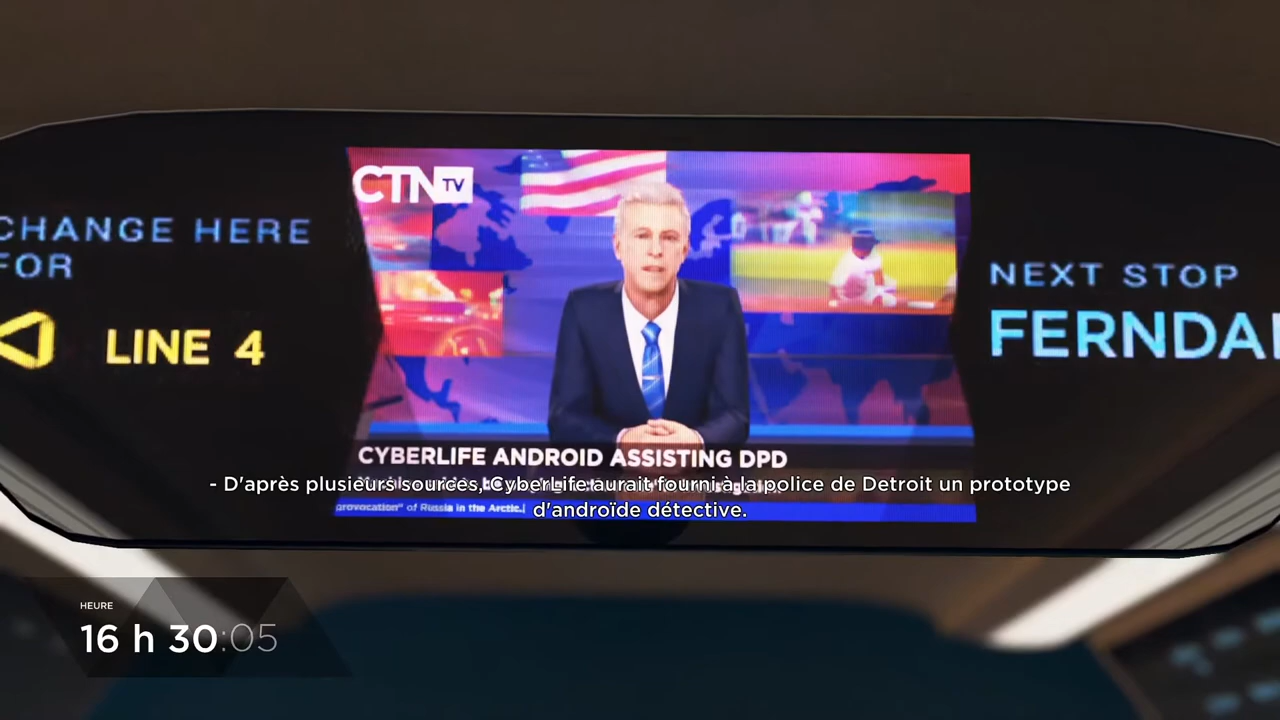 CTN TV
CHANGE HERE
FOR
LINE 4
NEXT STOP
FERNDA
CYBERLIFE ANDROID ASSISTING DPD
- D'après plusieurs sources, CyberLife aurait fourni à la police de Detroit un prototype
d'androïde détective.
provocation" of Russia in the Arctic.
HEURE
16 h 30:05